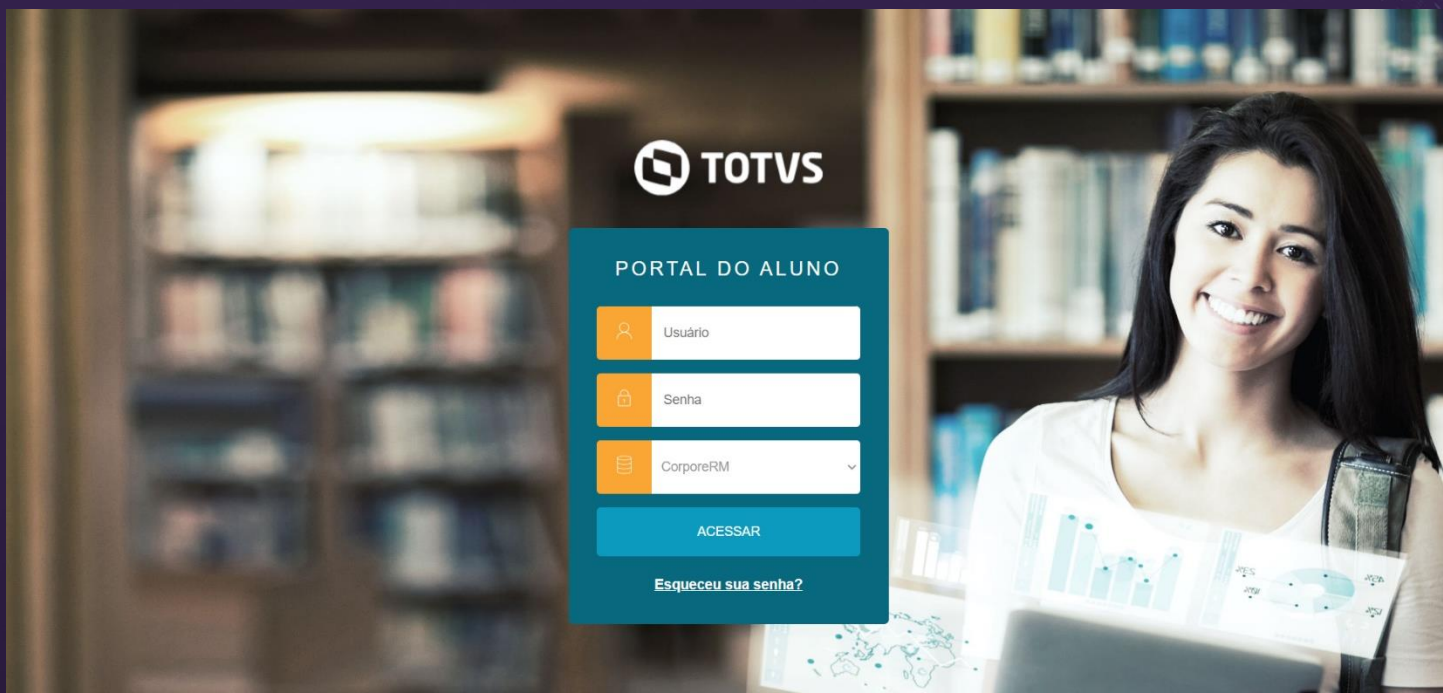 TOTVS
PORTAL DO ALUNO
Usuário
Senha
CorporeRM
ACESSAR
Esqueceu sua senha?